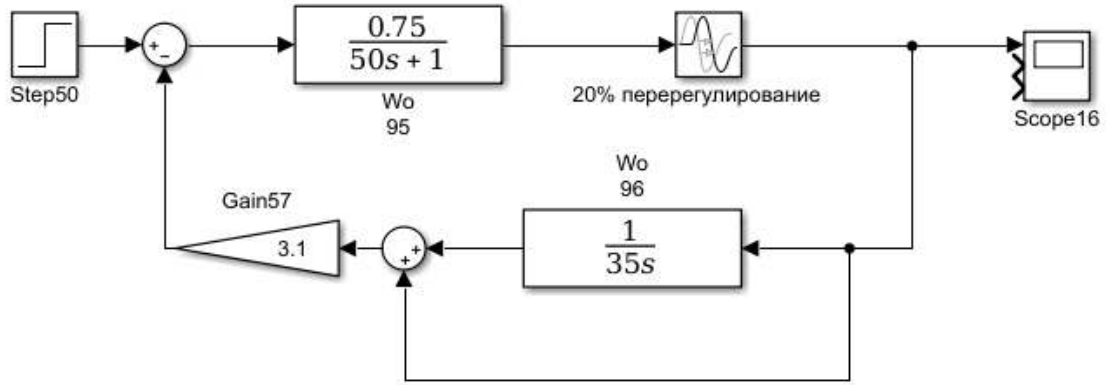 0.75
50s + 1
Step50
Wo
95
20% перерегулирование
Scope16
Wo
96
Gain57
3.1
1
35s